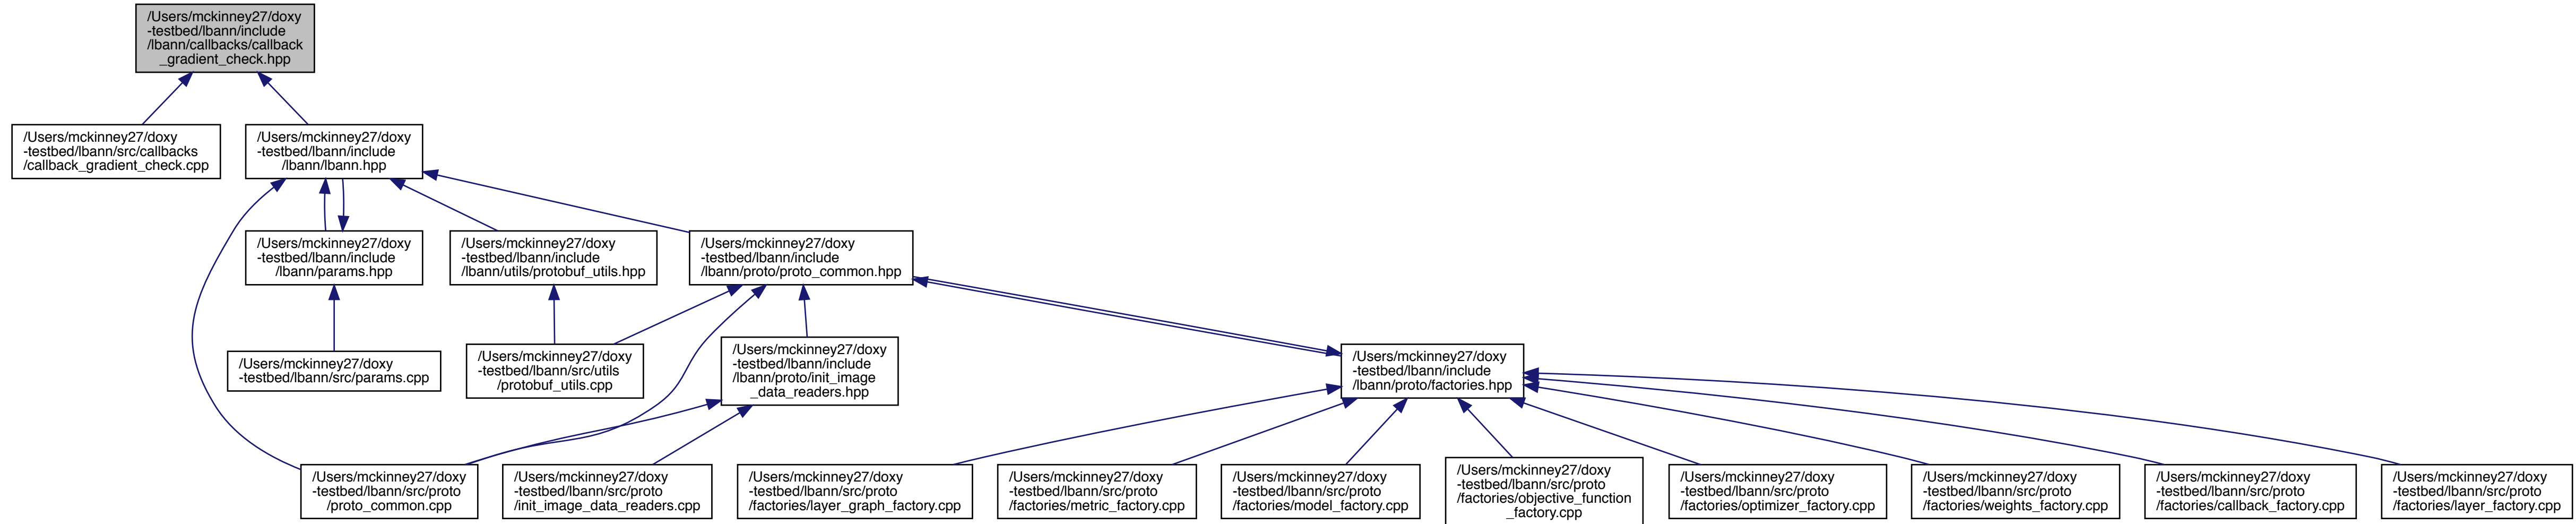 /Users/mckinney27/doxy
-testbed/lbann/include
/lbann/callbacks/callback
_gradient_check.hpp
/Users/mckinney27/doxy
-testbed/lbann/src/callbacks
/callback_gradient_check.cpp
/Users/mckinney27/doxy
-testbed/lbann/include
/lbann/lbann.hpp
/Users/mckinney27/doxy
-testbed/lbann/include
/lbann/params.hpp
/Users/mckinney27/doxy
-testbed/lbann/include
/lbann/utils/protobuf_utils.hpp
/Users/mckinney27/doxy
-testbed/lbann/include
/lbann/proto/proto_common.hpp
/Users/mckinney27/doxy
-testbed/lbann/src/params.cpp
/Users/mckinney27/doxy
-testbed/lbann/src/utils
/protobuf_utils.cpp
/Users/mckinney27/doxy
-testbed/lbann/include
/lbann/proto/init_image
_data_readers.hpp
/Users/mckinney27/doxy
-testbed/lbann/include
/lbann/proto/factories.hpp
/Users/mckinney27/doxy
-testbed/lbann/src/proto
/proto_common.cpp
/Users/mckinney27/doxy
-testbed/lbann/src/proto
/init_image_data_readers.cpp
/Users/mckinney27/doxy
-testbed/lbann/src/proto
/factories/layer_graph_factory.cpp
/Users/mckinney27/doxy
-testbed/lbann/src/proto
/factories/metric_factory.cpp
/Users/mckinney27/doxy
-testbed/lbann/src/proto
/factories/model_factory.cpp
/Users/mckinney27/doxy
-testbed/lbann/src/proto
/factories/objective_function
_factory.cpp
/Users/mckinney27/doxy
-testbed/lbann/src/proto
/factories/optimizer_factory.cpp
/Users/mckinney27/doxy
-testbed/lbann/src/proto
/factories/weights_factory.cpp
/Users/mckinney27/doxy
-testbed/lbann/src/proto
/factories/callback_factory.cpp
/Users/mckinney27/doxy
-testbed/lbann/src/proto
/factories/layer_factory.cpp